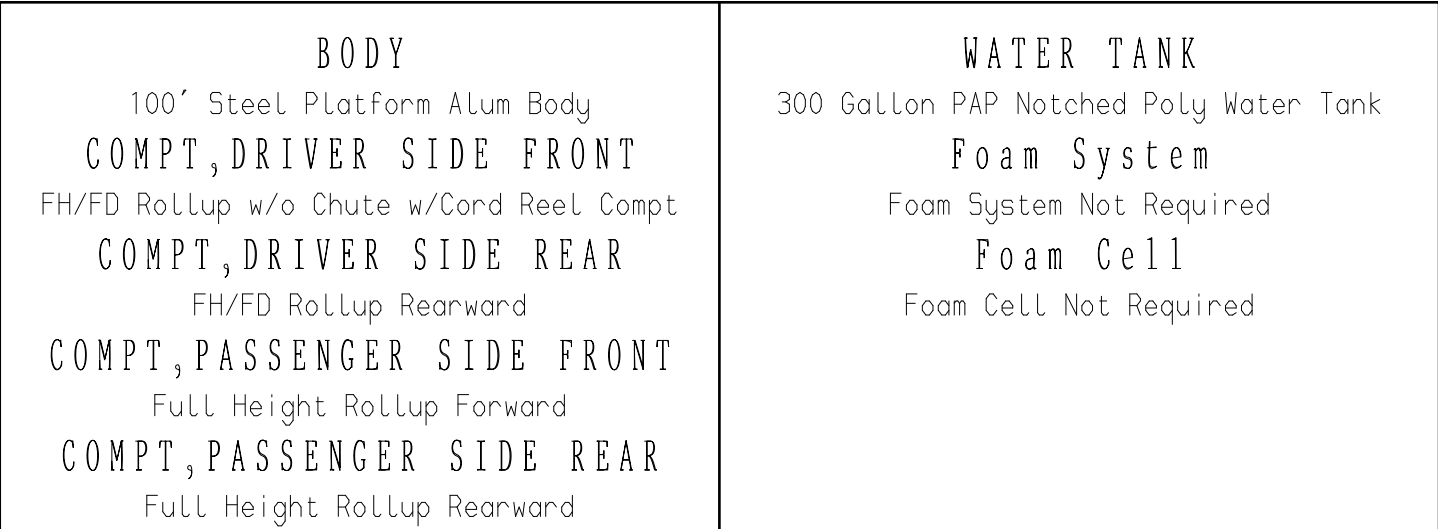 BODY
100' Steel Platform Alum Body
COMPT,DRIVER SIDE FRONT
FH/FD Rollup w/o Chute w/Cord Reel Compt
COMPT,DRIVER SIDE REAR
FH/FD Rollup Rearward
COMPT,PASSENGER SIDE FRONT
Full Height Rollup Forward
COMPT,PASSENGER SIDE REAR
Full Height Rollup Rearward
WATER TANK
300 Gallon PAP Notched Poly Water Tank
Foam System
Foam System Not Required
Foam Cell
Foam Cell Not Required